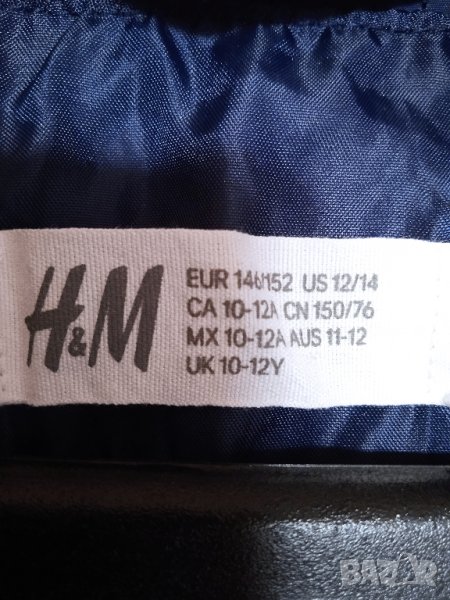 H&M
EUR 146/152 US 12/14
CA 10-12A CN 150/76
MX 10-12A AUS 11-12
UK 10-12Y
BAZAR